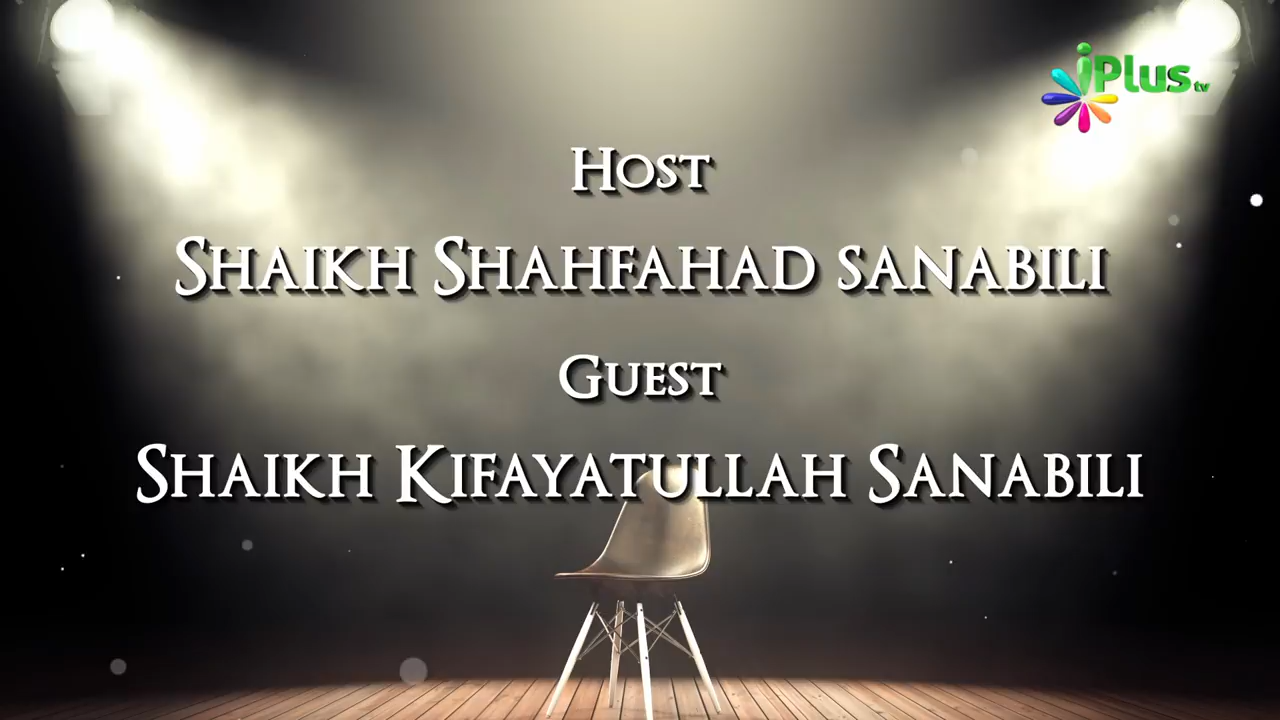 iPlus tv
Host
Shaikh Shahfahad sanabili
Guest
Shaikh Kifayatullah Sanabili